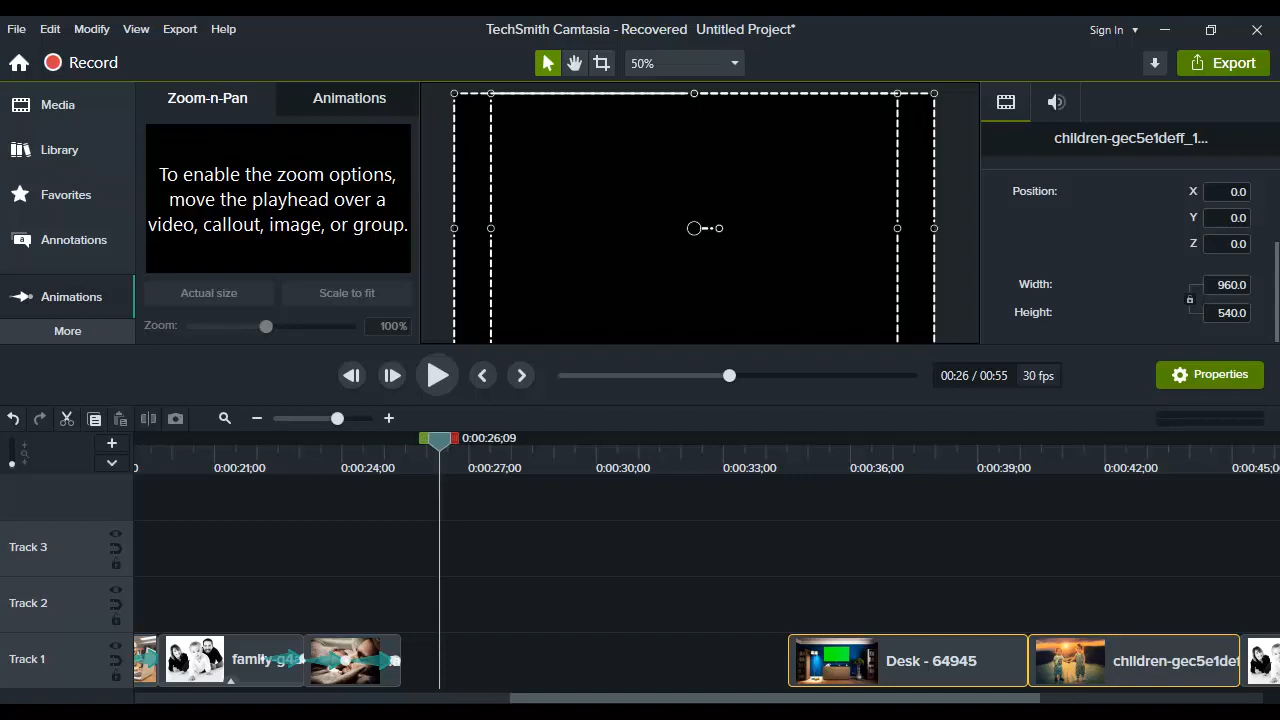 File Edit Modify View Export Help
TechSmith Camtasia - Recovered Untitled Project*
Sign In
Record
50%
Export
Media
Library
Favorites
Annotations
Animations
More
Zoom-n-Pan Animations
To enable the zoom options,
move the playhead over a
video, callout, image, or group.
Actual size Scale to fit
Zoom: 100%
children-gec5e1deff_1...
Position: X 0.0
Y 0.0
Z 0.0
Width: 960.0
Height: 540.0
00:26 / 00:55 30 fps
Properties
0:00:26;09
0:00:21;00 0:00:24;00 0:00:27;00 0:00:30;00 0:00:33;00 0:00:36;00 0:00:39;00 0:00:42;00 0:00:45;0
Track 3
Track 2
Track 1
Desk - 64945
children-gec5e1def